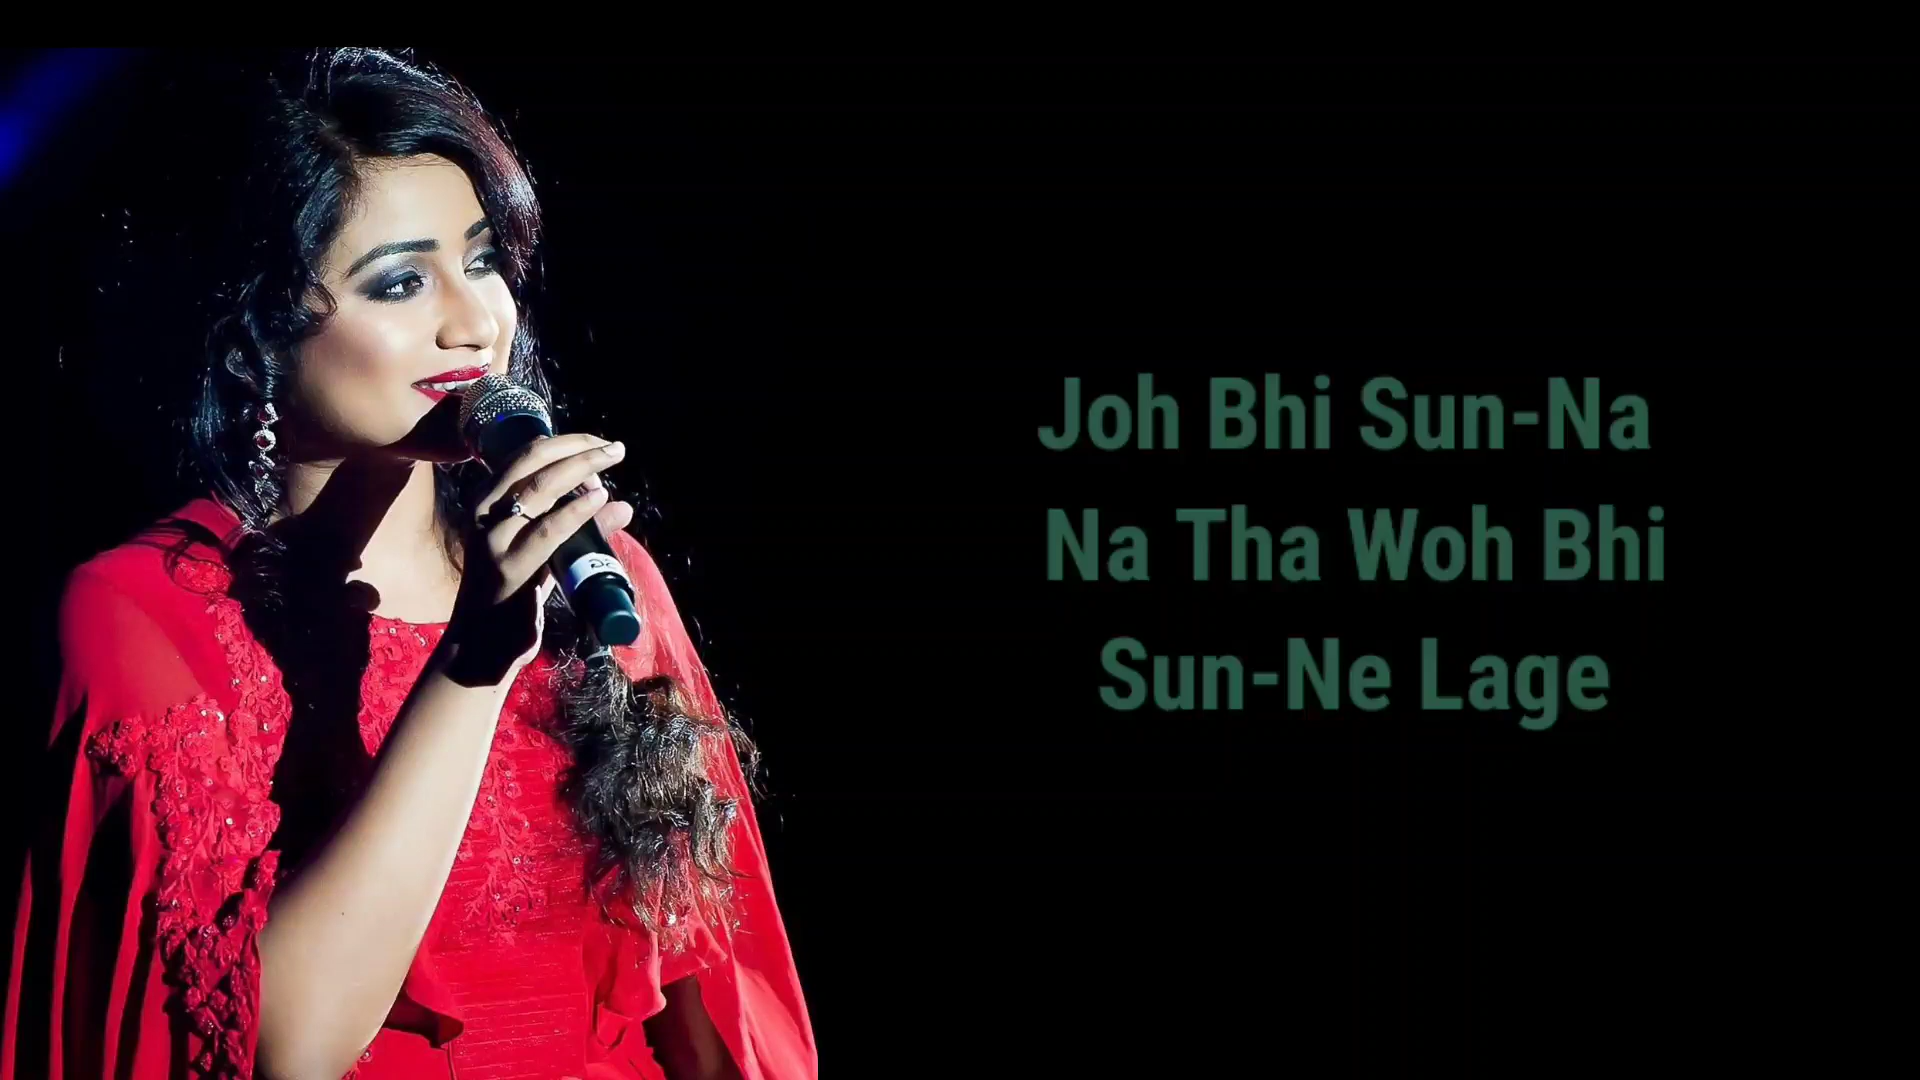 Joh Bhi Sun-Na
Na Tha Woh Bhi
Sun-Ne Lage